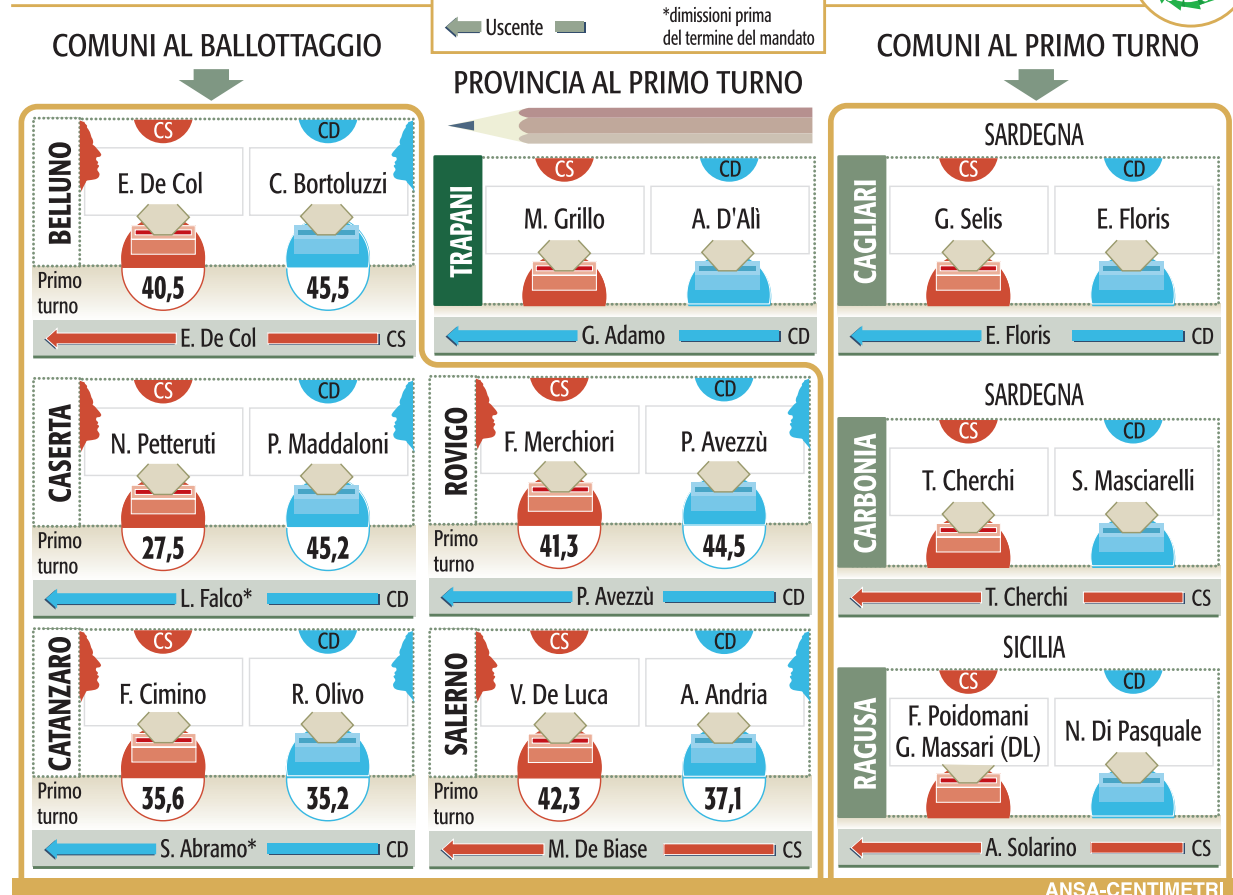 Uscente
*dimissioni prima
del termine del mandato
COMUNI AL BALLOTTAGGIO
BELLUNO
CS
CD
E. De Col
C. Bortoluzzi
Primo
turno
40,5
45,5
E. De Col
CS
CASERTA
CS
CD
N. Petteruti
P. Maddaloni
Primo
turno
27,5
45,2
L. Falco*
CD
CATANZARO
CS
CD
F. Cimino
R. Olivo
Primo
turno
35,6
35,2
S. Abramo*
CD
PROVINCIA AL PRIMO TURNO
TRAPANI
CS
CD
M. Grillo
A. D'Alì
G. Adamo
CD
ROVIGO
CS
CD
F. Merchiori
P. Avezzù
Primo
turno
41,3
44,5
P. Avezzù
CD
SALERNO
CS
CD
V. De Luca
A. Andria
Primo
turno
42,3
37,1
M. De Biase
CS
COMUNI AL PRIMO TURNO
SARDEGNA
CAGLIARI
CS
CD
G. Selis
E. Floris
E. Floris
CD
SARDEGNA
CARBONIA
CS
CD
T. Cherchi
S. Masciarelli
T. Cherchi
CS
SICILIA
RAGUSA
CS
CD
F. Poidomani
G. Massari (DL)
N. Di Pasquale
A. Solarino
CS
ANSA-CENTIMETRI